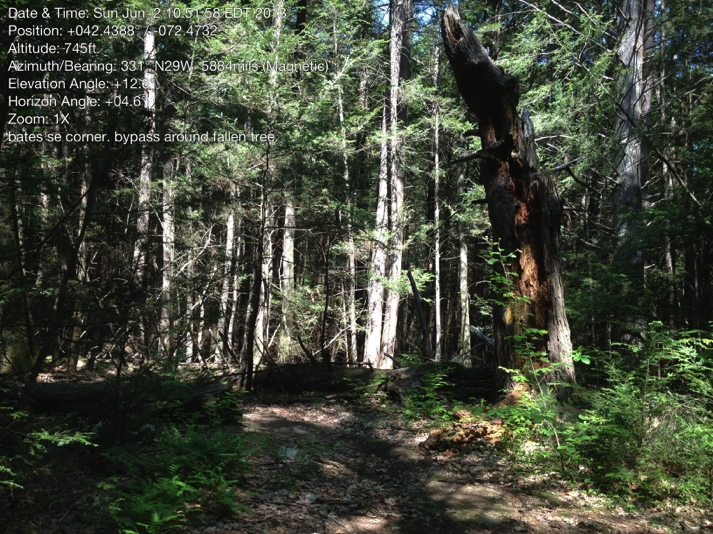 Date & Time: Sun Jun 2 10:51:58 EDT 2013
Position: +042.4388 / -072.4732
Altitude: 745ft
Azimuth/Bearing: 331° N29W 5884mils (Magnetic)
Elevation Angle: +12.6
Horizon Angle: +04.6
Zoom: 1X
bates se corner. bypass around fallen tree